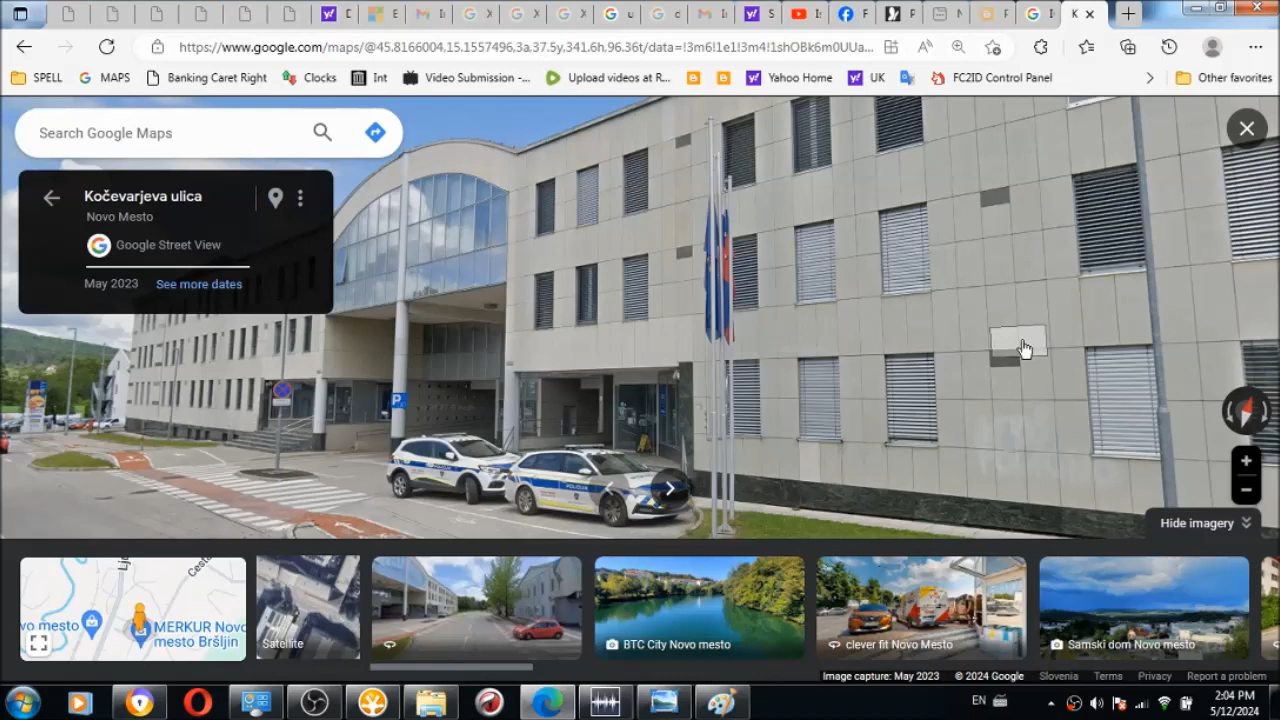 https://www.google.com/maps/@45.8166004,15.1557496,3a,37.5y,341.6h,96.36t/data=!3m6!1e1!3m4!1shOBk6m0UUa...
SPELL
MAPS
Banking Caret Right
Clocks
Int
Video Submission -...
Upload videos at R...
Yahoo Home
UK
FC2ID Control Panel
Other favorites
Search Google Maps
Kočevarjeva ulica
Novo Mesto
Google Street View
May 2023
See more dates
P
POLICIJA
Hide imagery
MERKUR Novo
mesto Bršljin
Satellite
BTC City Novo mesto
clever fit Novo Mesto
Samski dom Novo mesto
Image capture: May 2023
© 2024 Google
Slovenia
Terms
Privacy
Report a problem
EN
2:04 PM
5/12/2024